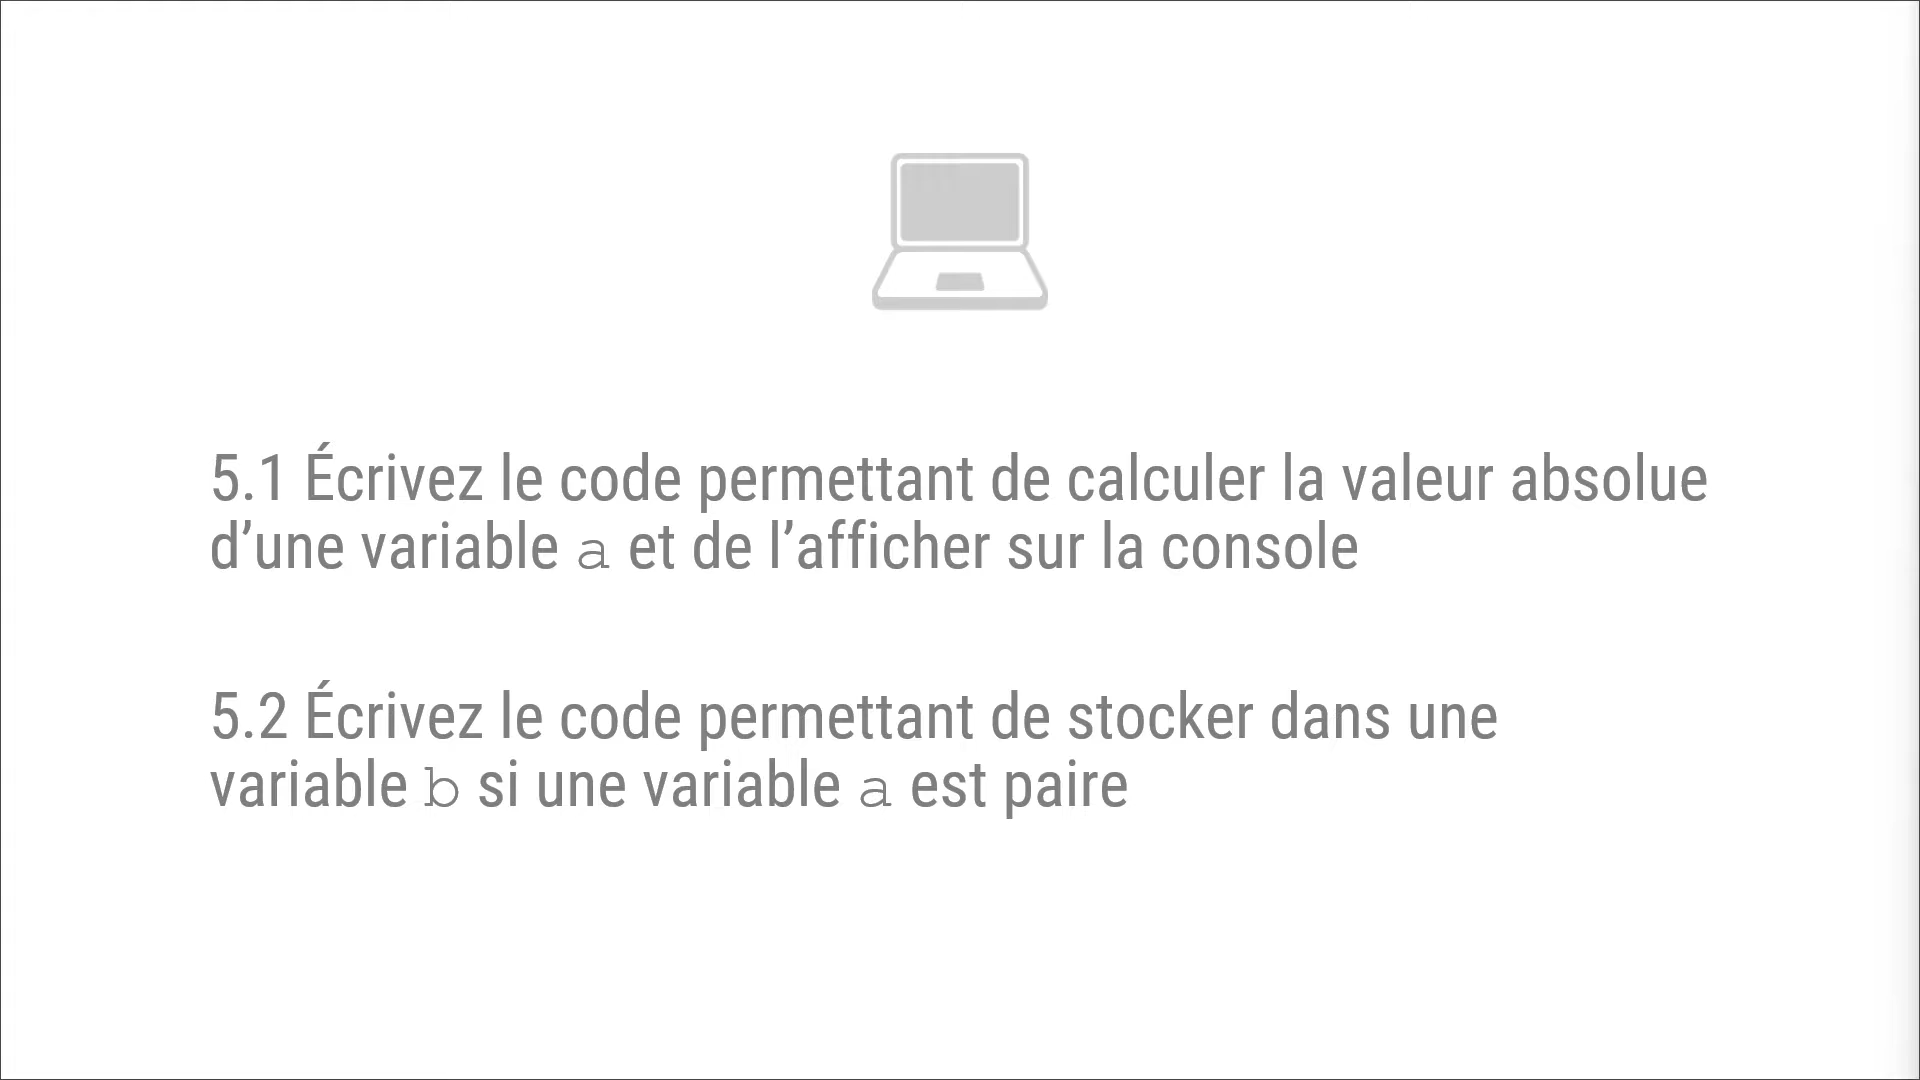 5.1 Écrivez le code permettant de calculer la valeur absolue
d’une variable a et de l’afficher sur la console
5.2 Écrivez le code permettant de stocker dans une
variable b si une variable a est paire